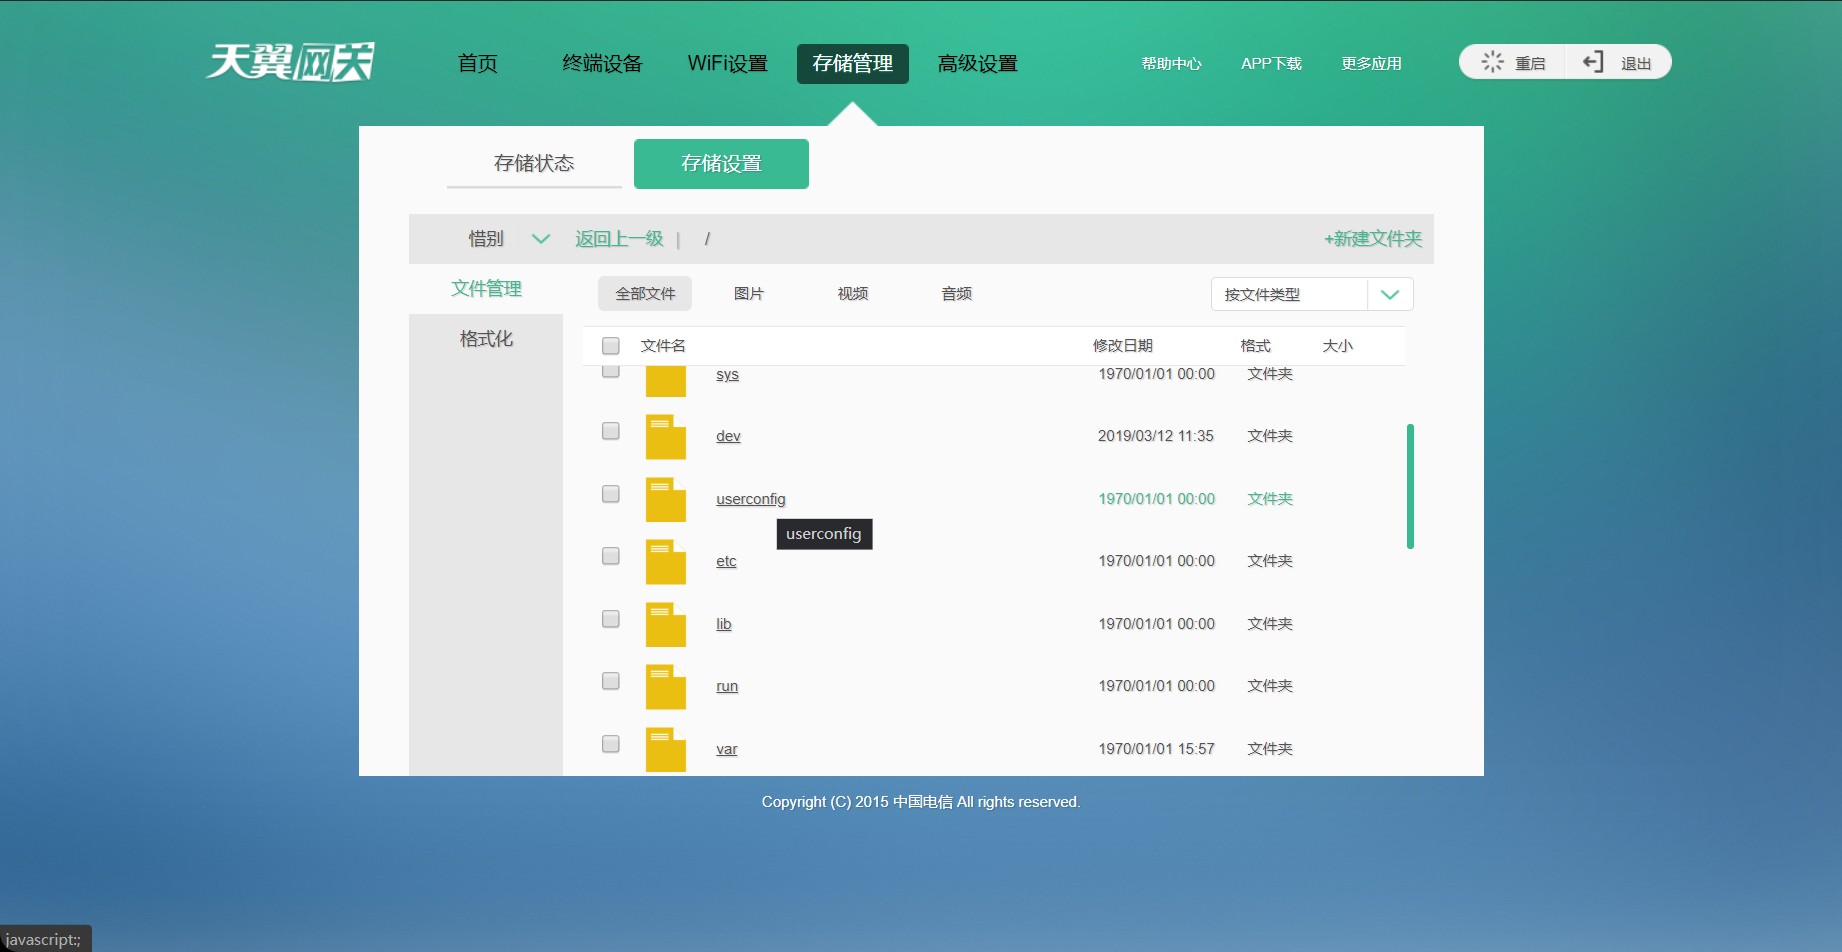 天翼网关
首页 终端设备 WiFi设置 存储管理 高级设置 帮助中心 APP下载 更多应用 重启 退出
存储状态 存储设置
惜别 返回上一级 | / +新建文件夹
文件管理
格式化
全部文件 图片 视频 音频 按文件类型
文件名 修改日期 格式 大小
sys 1970/01/01 00:00 文件夹
dev 2019/03/12 11:35 文件夹
userconfig 1970/01/01 00:00 文件夹
userconfig
etc 1970/01/01 00:00 文件夹
lib 1970/01/01 00:00 文件夹
run 1970/01/01 00:00 文件夹
var 1970/01/01 15:57 文件夹
Copyright (C) 2015 中国电信 All rights reserved.
javascript:;